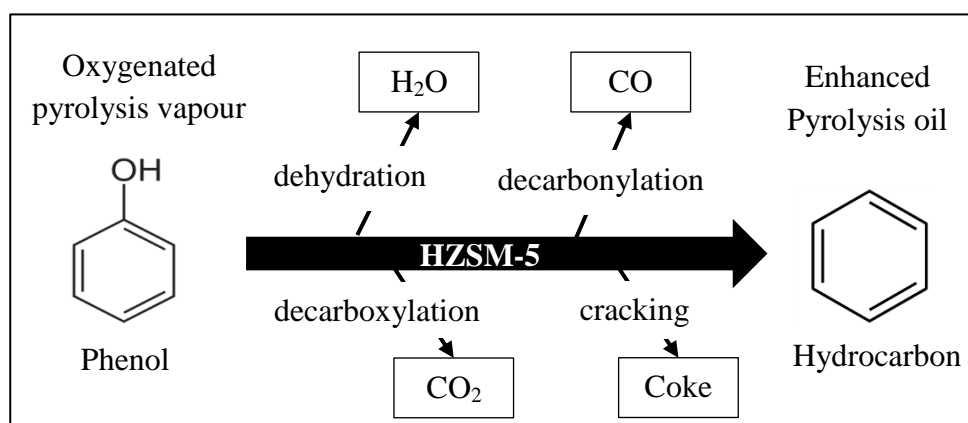 Oxygenated
pyrolysis vapour
OH
Phenol
H₂O
CO
dehydration
decarbonylation
HZSM-5
decarboxylation
cracking
CO₂
Coke
Enhanced
Pyrolysis oil
Hydrocarbon